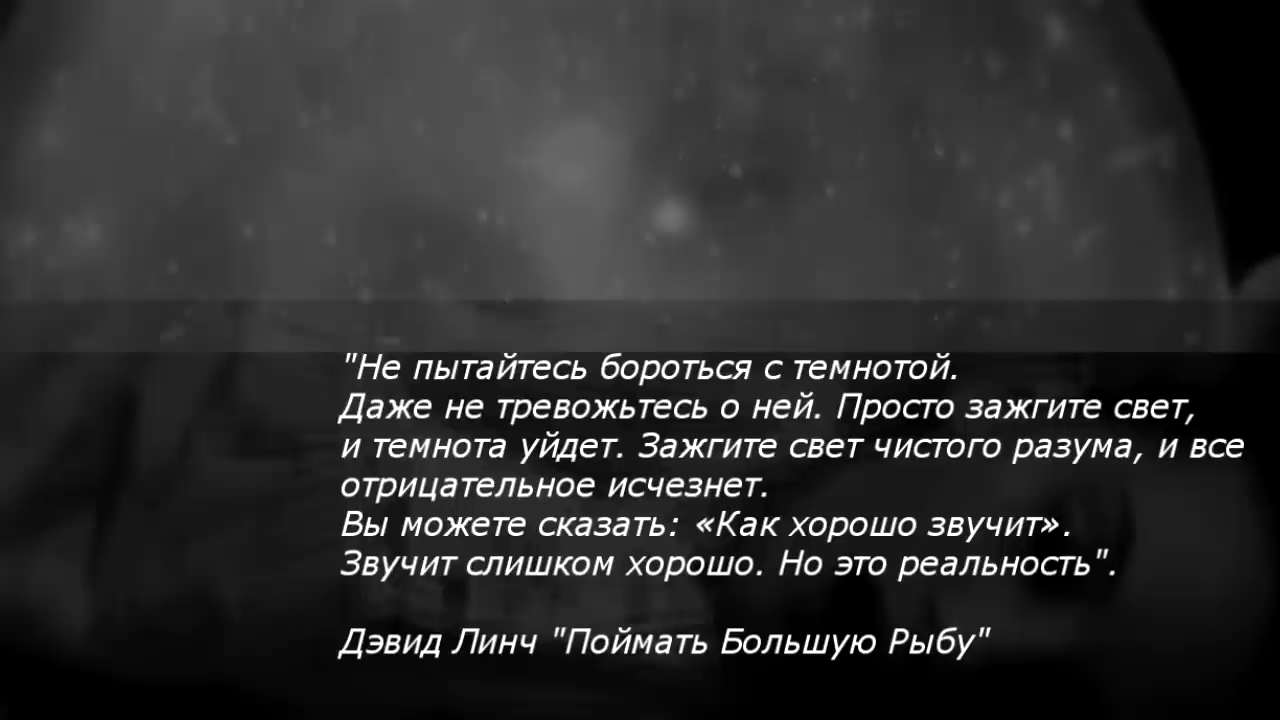 "Не пытайтесь бороться с темнотой.
Даже не тревожьтесь о ней. Просто зажгите свет,
и темнота уйдет. Зажгите свет чистого разума, и все
отрицательное исчезнет.
Вы можете сказать: «Как хорошо звучит».
Звучит слишком хорошо. Но это реальность".
Дэвид Линч "Поймать Большую Рыбу"